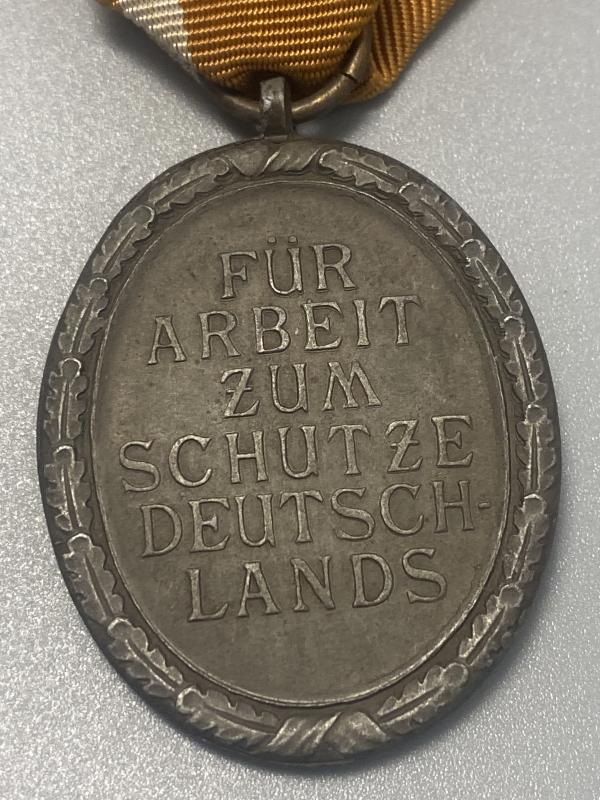 FÜR
ARBEIT
ZUM
SCHUTZE
DEUTSCH-
LANDS